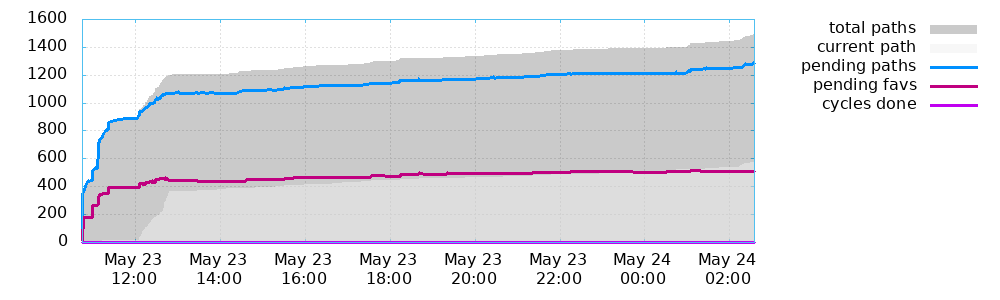 1600
1400
1200
1000
800
600
400
200
0
May 23
12:00
May 23
14:00
May 23
16:00
May 23
18:00
May 23
20:00
May 23
22:00
May 24
00:00
May 24
02:00
total paths
current path
pending paths
pending favs
cycles done